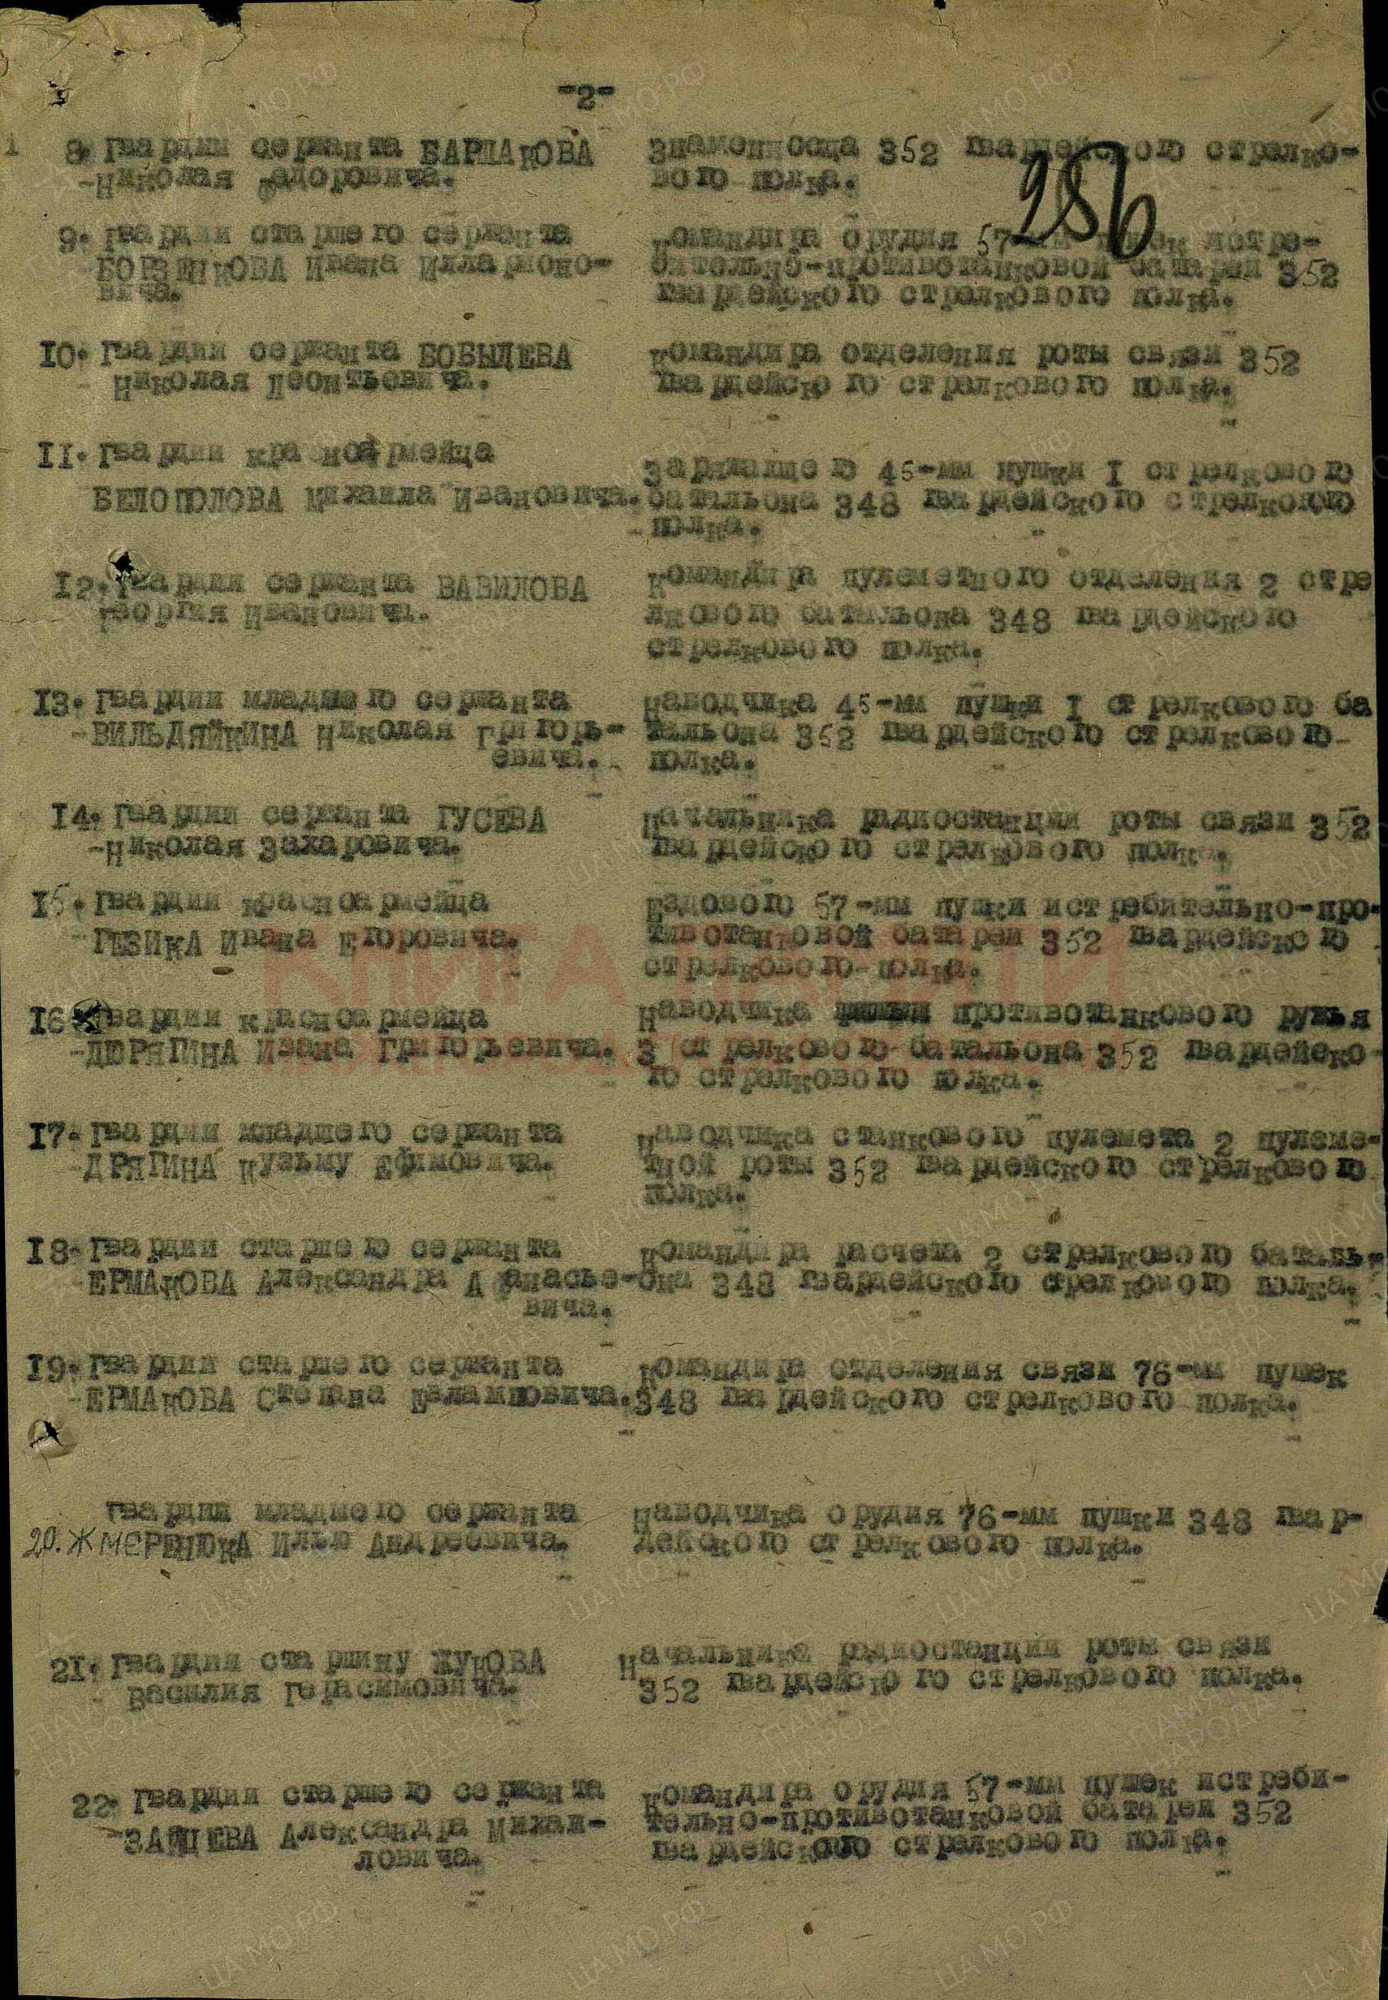 -2-
286
8. Гвардии сержанта БАРМАКОВА
Николая Федоровича.
Знаменносца 352 гвардейского стрелко-
вого полка.
9. Гвардии старшего сержанта
БОРЗЕНКОВА Ивана Илларионо-
вича.
Командира орудия 57-мм пушек истре-
бительно-противотанковой батареи 352
гвардейского стрелкового полка.
10. Гвардии сержанта БОБЫЦЕВА
Николая Леонтьевича.
Командира отделения роты связи 352
гвардейского стрелкового полка.
11. Гвардии красноармейца
БЕЛОПОЛОВА Михаила Ивановича.
Заряжающего 45-мм пушки I стрелкового
батальона 348 гвардейского стрелкового
полка.
12. Гвардии сержанта ВАВИЛОВА
Георгия Ивановича.
Командира пулеметного отделения 2 стре
лкового батальона 348 гвардейского
стрелкового полка.
13. Гвардии младшего сержанта
-ВИЛЬДЯЙКИНА Николая Григорь-
евича.
Наводчика 45-мм пушки I стрелкового ба
тальона 352 гвардейского стрелкового
полка.
14. Гвардии сержанта ГУСЕВА
-Николая Захаровича.
Начальника радиостанции роты связи 352
гвардейского стрелкового полка.
15. Гвардии красноармейца
-ГЕЗИКА Ивана Егоровича.
Ездового 57-мм пушки истребительно-про-
тивотанковой батареи 352 гвардейского
стрелкового полка.
16. Гвардии красноармейца
-ДЮРЯГИНА Ивана Григорьевича.
Наводчика противотанкового ружья
3 стрелкового батальона 352 гвардейско-
го стрелкового полка.
17. Гвардии младшего сержанта
-ДРЯГИНА Кузьму Ефимовича.
Наводчика станкового пулемета 2 пулеме-
тной роты 352 гвардейского стрелкового
полка.
18. Гвардии старшего сержанта
-ЕРМАКОВА Александра Афанасье-
вича.
Командира расчета 2 стрелкового баталь-
она 348 гвардейского стрелкового полка.
19. Гвардии старшего сержанта
-ЕРМАКОВА Степана Евламповича.
Командира отделения связи 76-мм пушек
348 гвардейского стрелкового полка.
Гвардии младшего сержанта
20. ЖМЕРЕНЮКА Илью Андреевича.
Наводчика орудия 76-мм пушки 348 гвар-
дейского стрелкового полка.
21. Гвардии старшину ЖУКОВА
Василия Герасимовича.
Начальника радиостанции роты связи
352 гвардейского стрелкового полка.
22. Гвардии старшего сержанта
-ЗАЙЦЕВА Александра Михаи-
ловича.
Командира орудия 57-мм пушек истреби-
тельно-противотанковой батареи 352
гвардейского стрелкового полка.
КНИГА ПАМЯТИ